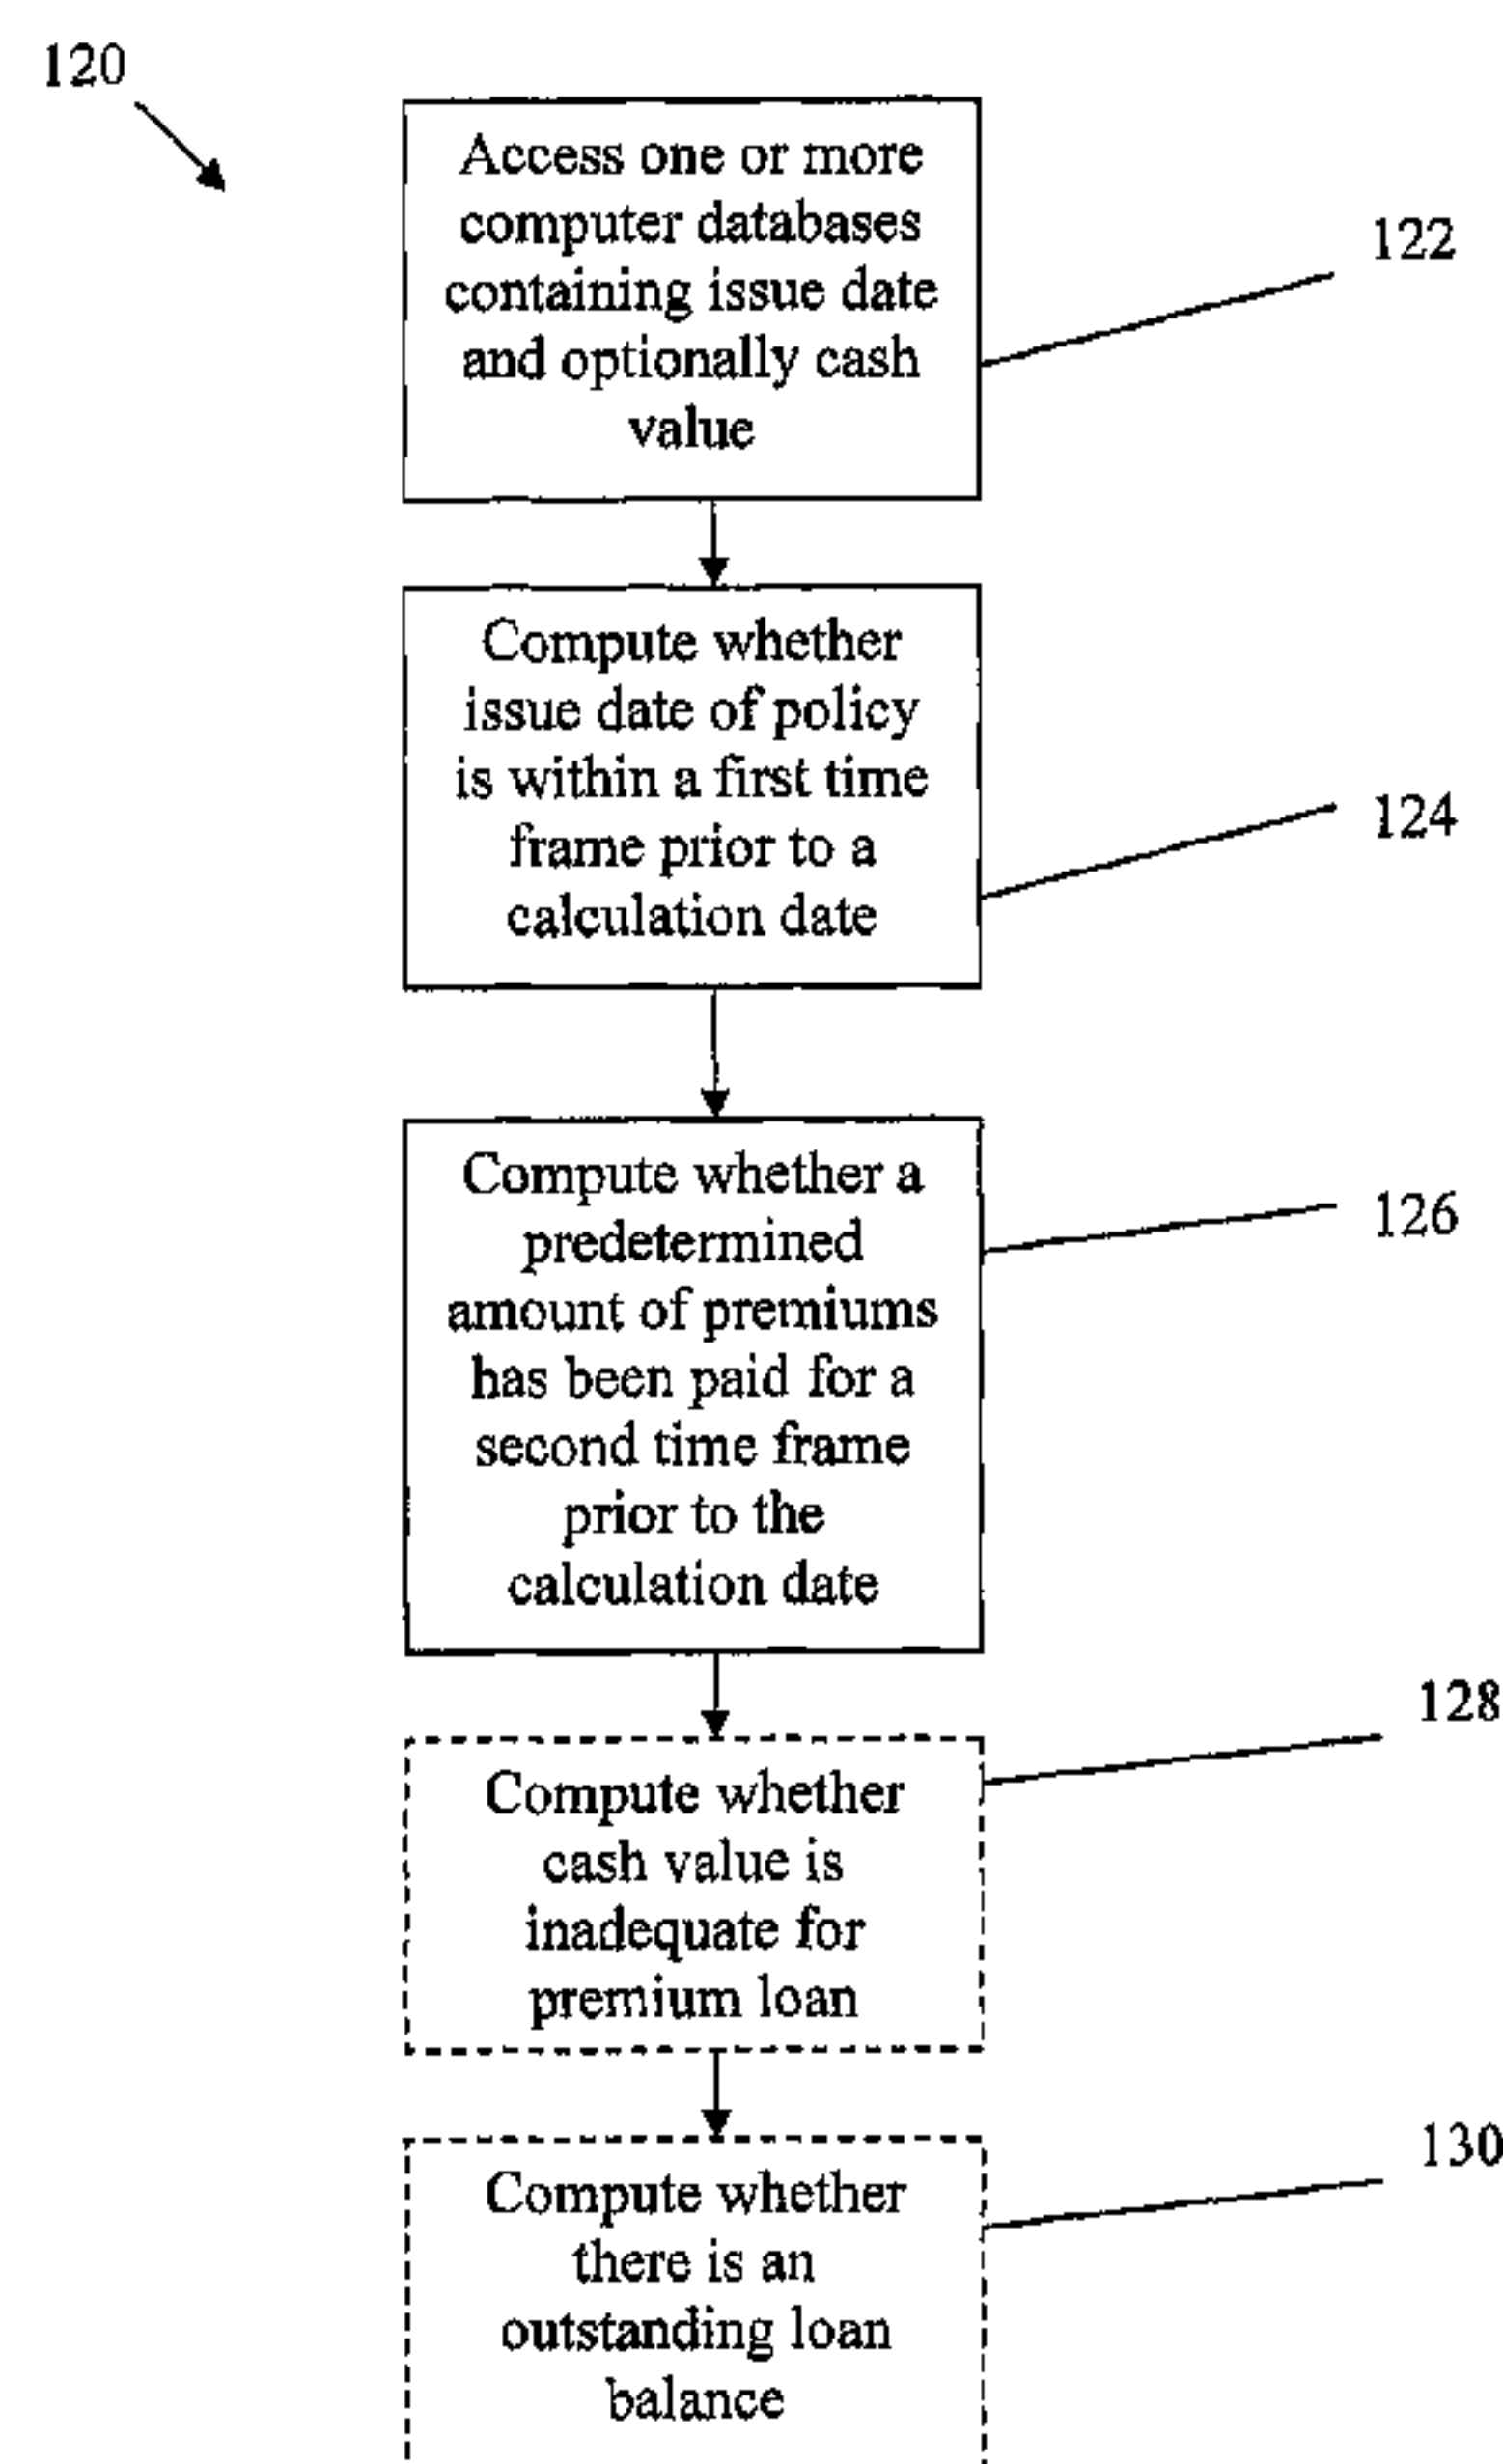 120
Access one or more
computer databases
containing issue date
and optionally cash
value
122
Compute whether
issue date of policy
is within a first time
frame prior to a
calculation date
124
Compute whether a
predetermined
amount of premiums
has been paid for a
second time frame
prior to the
calculation date
126
Compute whether
cash value is
inadequate for
premium loan
128
Compute whether
there is an
outstanding loan
balance
130